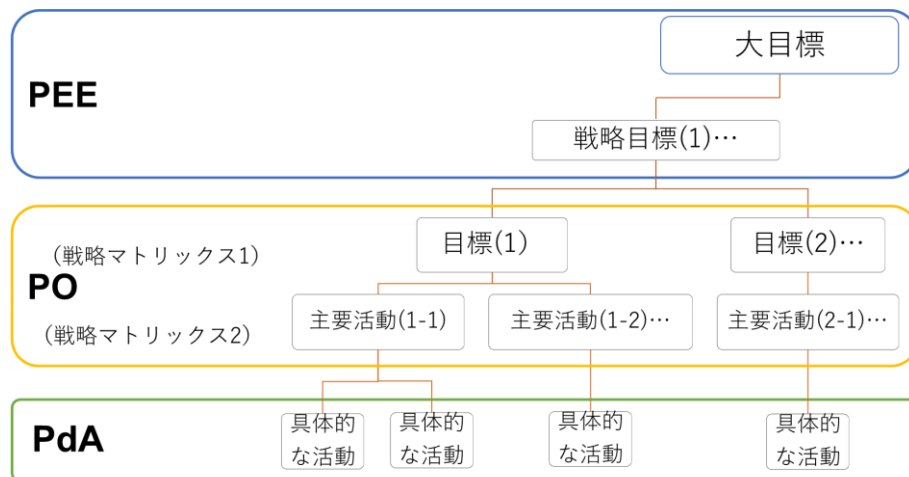 大目標
PEE
戦略目標(1)…
目標(1)
目標(2)…
(戦略マトリックス1)
PO
主要活動(1-1)
主要活動(1-2)…
主要活動(2-1)…
(戦略マトリックス2)
PdA
具体的
な活動
具体的
な活動
具体的
な活動
具体的
な活動